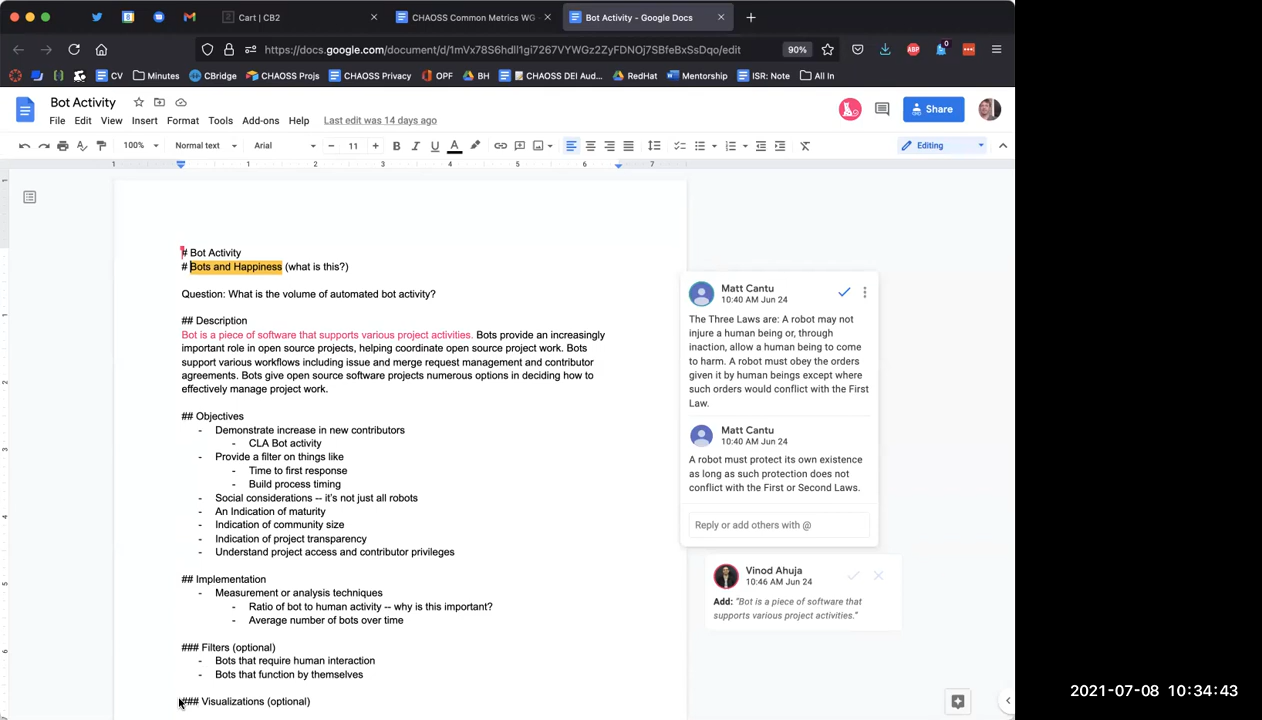 Cart | CB2
CHAOSS Common Metrics WG
Bot Activity - Google Docs
https://docs.google.com/document/d/1mVx78S6hdll1gi7267VYWGz2ZyFDNOj7SBfeBxSsDqo/edit
90%
0
ABP
CV
Minutes
CBridge
CHAOSS Projs
CHAOSS Privacy
OPF
BH
CHAOSS DEI Aud...
RedHat
Mentorship
ISR: Note
All In
Bot Activity
Share
File Edit View Insert Format Tools Add-ons Help Last edit was 14 days ago
100% Normal text Arial 11 B I U A Editing
1 1 2 3 4 5 6 7
# Bot Activity
# Bots and Happiness (what is this?)
Question: What is the volume of automated bot activity?
## Description
Bot is a piece of software that supports various project activities. Bots provide an increasingly
important role in open source projects, helping coordinate open source project work. Bots
support various workflows including issue and merge request management and contributor
agreements. Bots give open source software projects numerous options in deciding how to
effectively manage project work.
## Objectives
- Demonstrate increase in new contributors
- CLA Bot activity
- Provide a filter on things like
- Time to first response
- Build process timing
- Social considerations -- it's not just all robots
- An Indication of maturity
- Indication of community size
- Indication of project transparency
- Understand project access and contributor privileges
## Implementation
- Measurement or analysis techniques
- Ratio of bot to human activity -- why is this important?
- Average number of bots over time
### Filters (optional)
- Bots that require human interaction
- Bots that function by themselves
### Visualizations (optional)
Matt Cantu
10:40 AM Jun 24
The Three Laws are: A robot may not
injure a human being or, through
inaction, allow a human being to come
to harm. A robot must obey the orders
given it by human beings except where
such orders would conflict with the First
Law.
Matt Cantu
10:40 AM Jun 24
A robot must protect its own existence
as long as such protection does not
conflict with the First or Second Laws.
Reply or add others with @
Vinod Ahuja
10:46 AM Jun 24
Add: "Bot is a piece of software that
supports various project activities."
2021-07-08 10:34:43